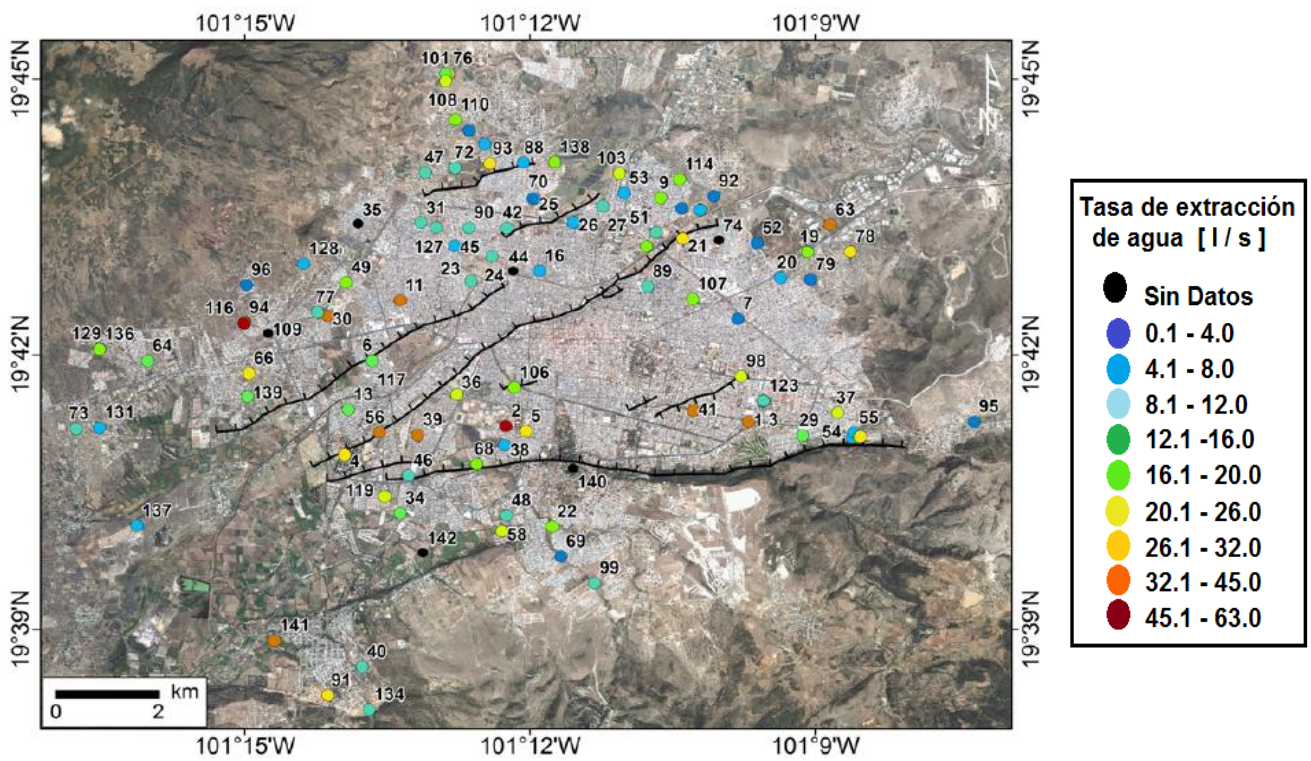 101°15'W 101°12'W 101°9'W
19°45'N 19°45'N
101 76
108 110
47 72 93 88 138 103 53 9 114 92
70 25
35 31 90 42 26 27 51 74 52 63
127 45 21 19 78
128 44 16 20 79
96 49 23 24 89
11 107 7
116 94 77 30
109
129 136 64 6
19°42'N 19°42'N
66 117 106 98
139 13 36 123
73 131 56 39 2 5 41 1.3 29 37 55
54
4 68 38
46 140
119 34 48 22
137 58
142 69
99
19°39'N 19°39'N
141 40
91 134
km
0 2
N
101°15'W 101°12'W 101°9'W
95
Tasa de extracción
de agua [ l / s ]
Sin Datos
0.1 - 4.0
4.1 - 8.0
8.1 - 12.0
12.1 -16.0
16.1 - 20.0
20.1 - 26.0
26.1 - 32.0
32.1 - 45.0
45.1 - 63.0